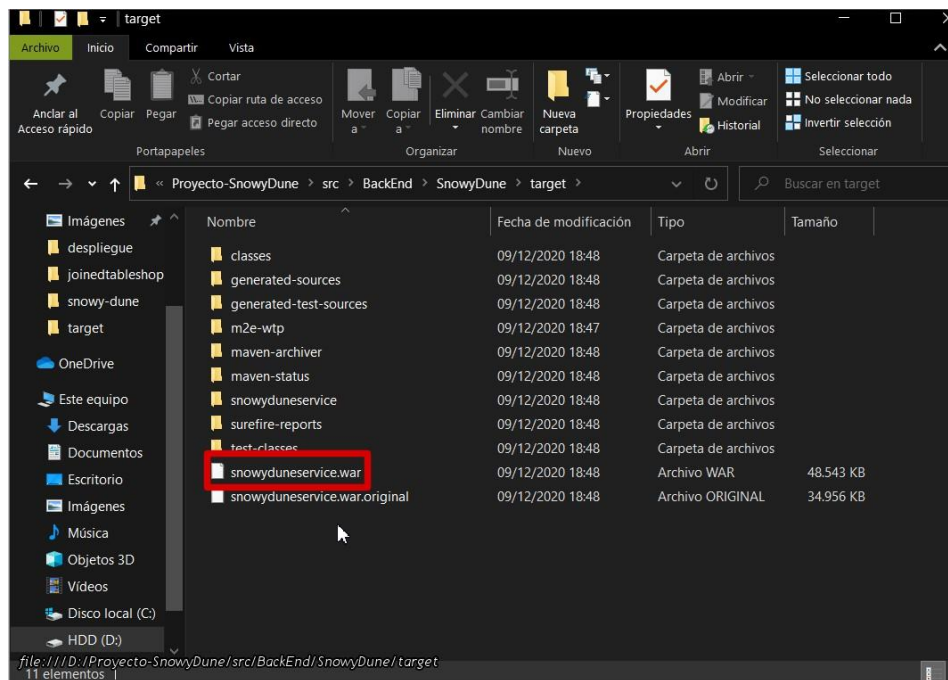 target
Archivo Inicio Compartir Vista
Anclar al Acceso rápido
Copiar
Pegar
Cortar
Copiar ruta de acceso
Pegar acceso directo
Portapapeles
Mover a
Copiar a
Eliminar
Cambiar nombre
Organizar
Nueva carpeta
Nuevo
Propiedades
Abrir
Modificar
Historial
Abrir
Seleccionar todo
No seleccionar nada
Invertir selección
Seleccionar
« Proyecto-SnowyDune > src > BackEnd > SnowyDune > target >
Buscar en target
Imágenes
despliegue
joinedtableshop
snowy-dune
target
OneDrive
Este equipo
Descargas
Documentos
Escritorio
Imágenes
Música
Objetos 3D
Vídeos
Disco local (C:)
HDD (D:)
Nombre Fecha de modificación Tipo Tamaño
classes 09/12/2020 18:48 Carpeta de archivos
generated-sources 09/12/2020 18:48 Carpeta de archivos
generated-test-sources 09/12/2020 18:48 Carpeta de archivos
m2e-wtp 09/12/2020 18:47 Carpeta de archivos
maven-archiver 09/12/2020 18:48 Carpeta de archivos
maven-status 09/12/2020 18:48 Carpeta de archivos
snowyduneservice 09/12/2020 18:48 Carpeta de archivos
surefire-reports 09/12/2020 18:48 Carpeta de archivos
test-classes 09/12/2020 18:48 Carpeta de archivos
snowyduneservice.war 09/12/2020 18:48 Archivo WAR 48.543 KB
snowyduneservice.war.original 09/12/2020 18:48 Archivo ORIGINAL 34.956 KB
file:///D:/Proyecto-SnowyDune/src/BackEnd/SnowyDune/target
11 elementos